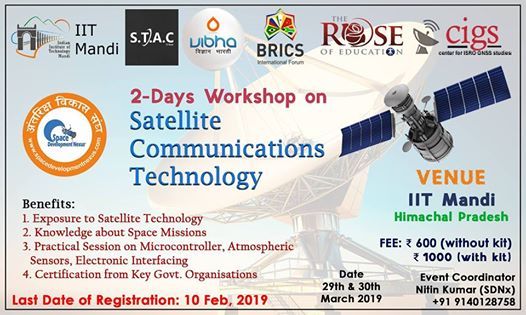 IIT
Mandi
Indian
Institute of
Technology
Mandi
S.T.A.C
VIBHA
विज्ञान भारती
BRICS
International Forum
THE
ROSE
OF EDUCATION
cigs
center for ISRO GNSS studies
2-Days Workshop on
Satellite
Communications
Technology
अंतरिक्ष विकास संघ
Space
Development Nexus
www.spacedevelopmentnexus.com
VENUE
IIT Mandi
Himachal Pradesh
Benefits:
1. Exposure to Satellite Technology
2. Knowledge about Space Missions
3. Practical Session on Microcontroller, Atmospheric
Sensors, Electronic Interfacing
4. Certification from Key Govt. Organisations
FEE: ₹ 600 (without kit)
₹ 1000 (with kit)
Last Date of Registration: 10 Feb, 2019
Date
29th & 30th
March 2019
Event Coordinator
Nitin Kumar (SDNx)
+91 9140128758